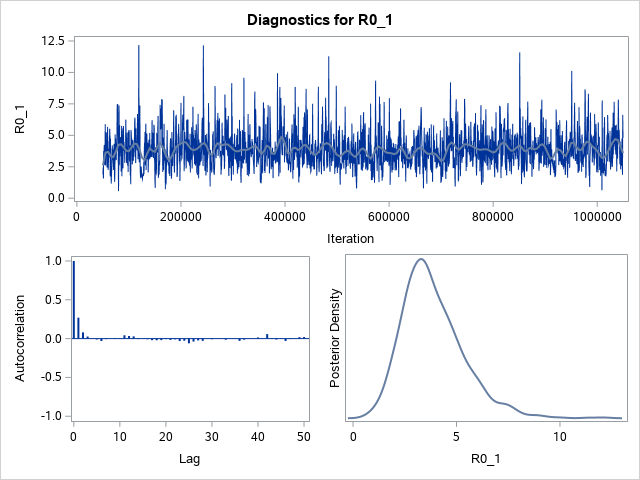 Diagnostics for R0_1
R0_1
12.5
10.0
7.5
5.0
2.5
0.0
0 200000 400000 600000 800000 1000000
Iteration
Autocorrelation
1.0
0.5
0.0
-0.5
-1.0
0 10 20 30 40 50
Lag
Posterior Density
0 5 10
R0_1